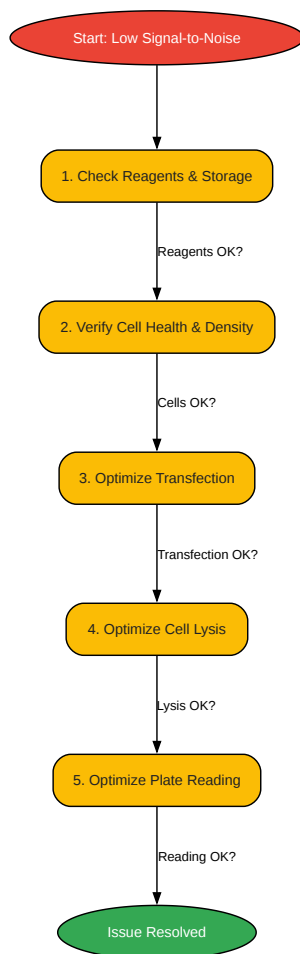 Start: Low Signal-to-Noise
1. Check Reagents & Storage
Reagents OK?
2. Verify Cell Health & Density
Cells OK?
3. Optimize Transfection
Transfection OK?
4. Optimize Cell Lysis
Lysis OK?
5. Optimize Plate Reading
Reading OK?
Issue Resolved